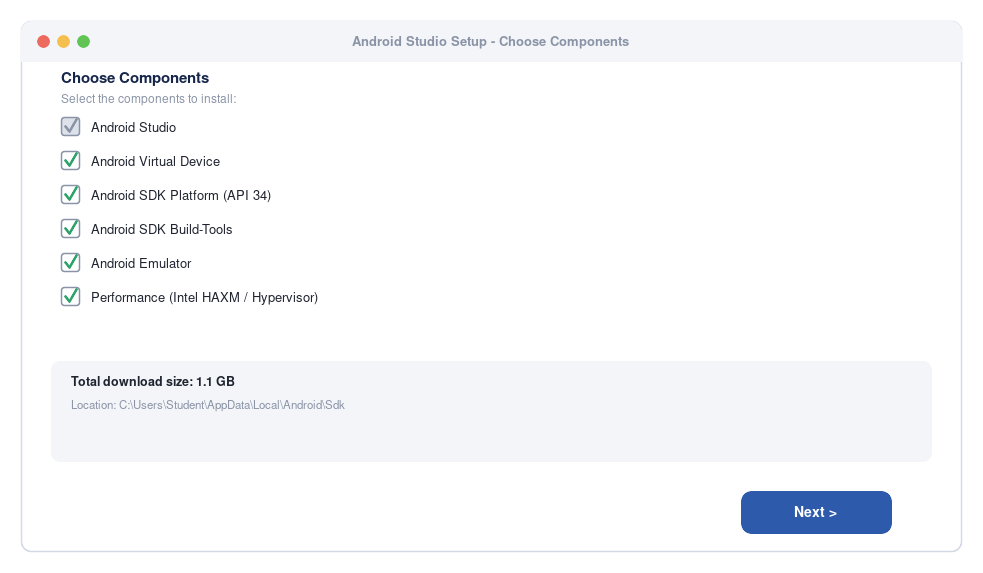 Android Studio Setup - Choose Components
Choose Components
Select the components to install:
Android Studio
Android Virtual Device
Android SDK Platform (API 34)
Android SDK Build-Tools
Android Emulator
Performance (Intel HAXM / Hypervisor)
Total download size: 1.1 GB
Location: C:\Users\Student\AppData\Local\Android\Sdk
Next >